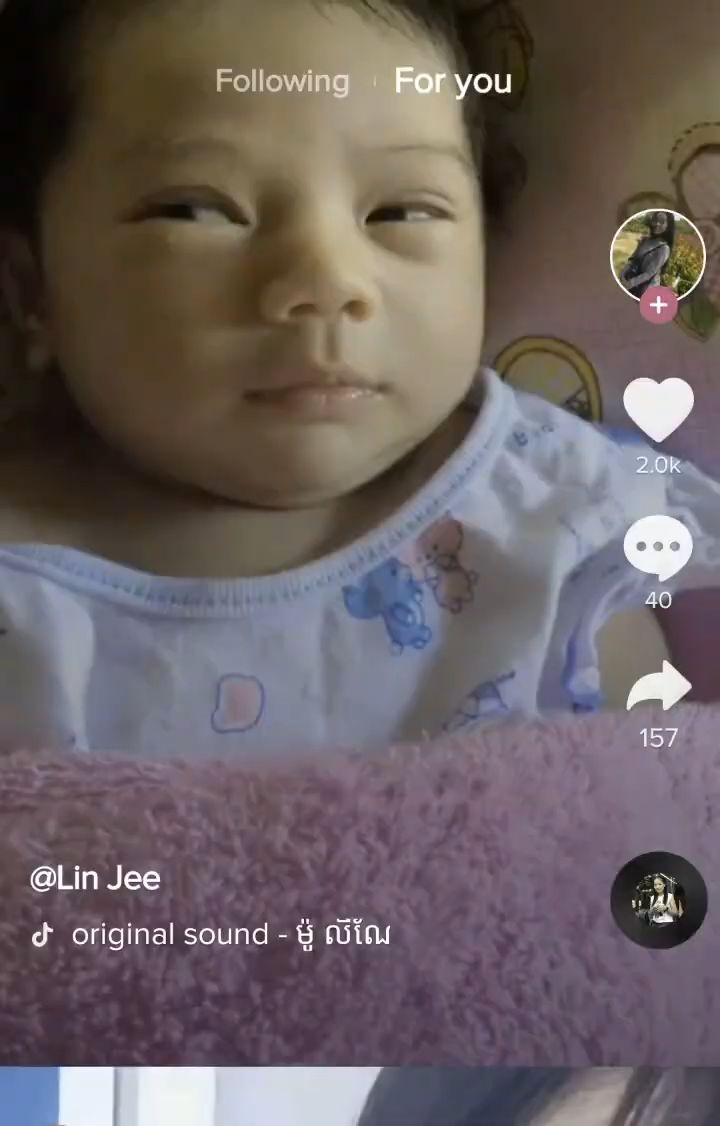 Following For you
2.0k
40
157
@Lin Jee
original sound - ម៉ូ លីណែ